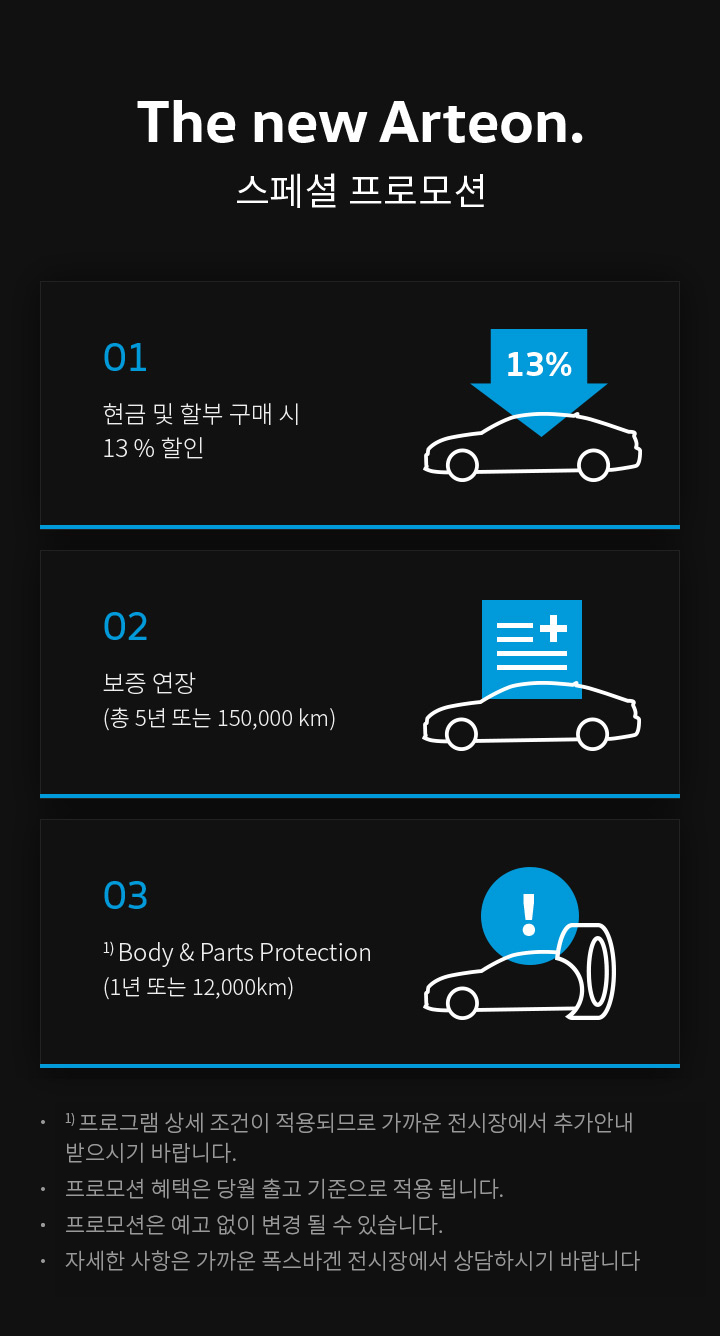 The new Arteon.
스페셜 프로모션
01
13%
현금 및 할부 구매 시
13 % 할인
02
보증 연장
(총 5년 또는 150,000 km)
03
!
1) Body & Parts Protection
(1년 또는 12,000km)
• 1) 프로그램 상세 조건이 적용되므로 가까운 전시장에서 추가안내
받으시기 바랍니다.
• 프로모션 혜택은 당월 출고 기준으로 적용 됩니다.
• 프로모션은 예고 없이 변경 될 수 있습니다.
• 자세한 사항은 가까운 폭스바겐 전시장에서 상담하시기 바랍니다